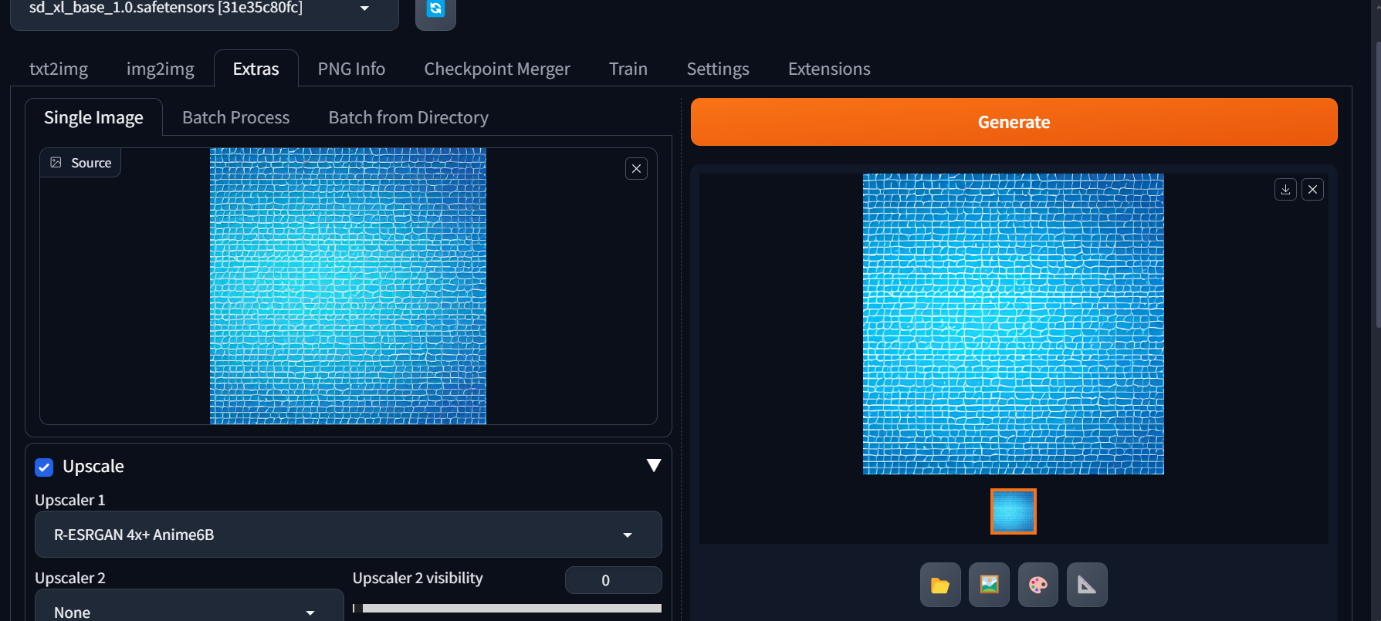 sd_xl_base_1.0.safetensors [31e35c80fc]
txt2img img2img Extras PNG Info Checkpoint Merger Train Settings Extensions
Single Image Batch Process Batch from Directory
Generate
Source
Upscale
Upscaler 1
R-ESRGAN 4x+ Anime6B
Upscaler 2 Upscaler 2 visibility 0
None